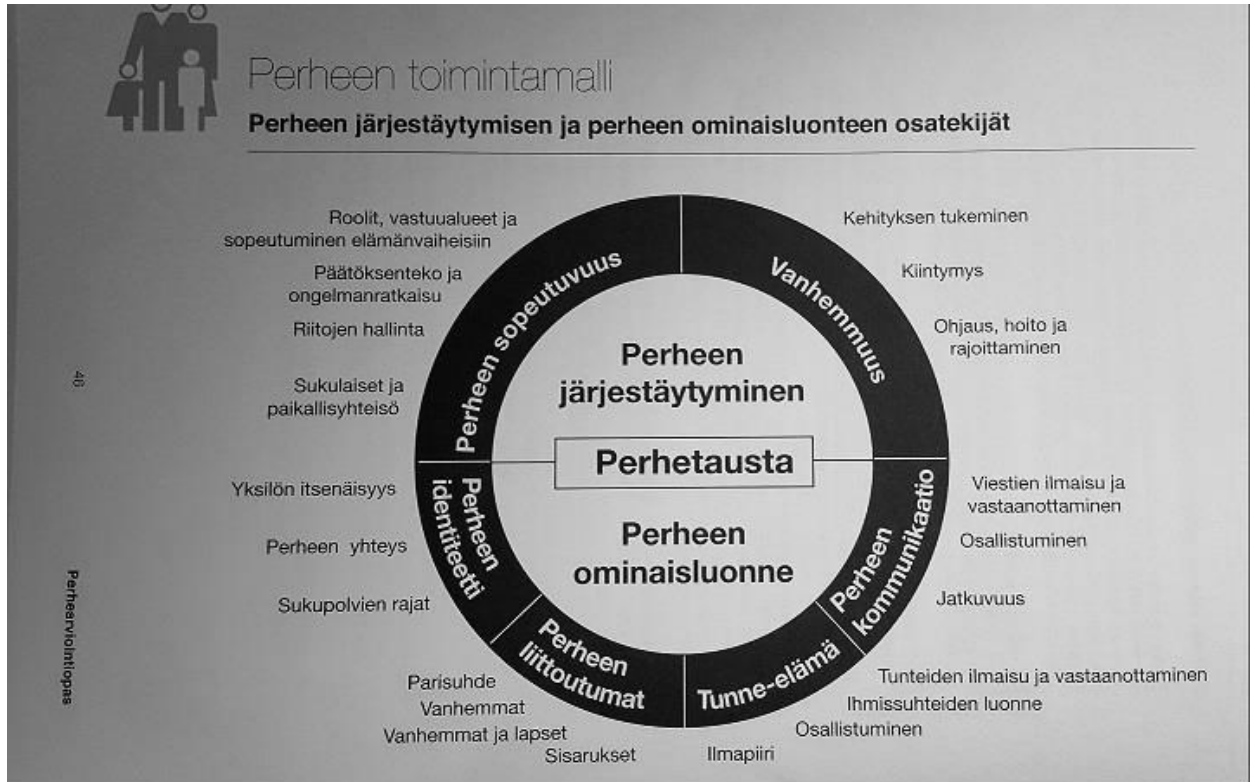 Perheen toimintamalli
Perheen järjestäytymisen ja perheen ominaisluonteen osatekijät
Roolit, vastuualueet ja
sopeutuminen elämänvaiheisiin
Päätöksenteko ja
ongelmanratkaisu
Riitojen hallinta
Sukulaiset ja
paikallisyhteisö
Perheen sopeutuvuus
Vanhemmuus
Kehityksen tukeminen
Kiintymys
Ohjaus, hoito ja
rajoittaminen
Perheen
järjestäytyminen
Perhetausta
Perheen
ominaisluonne
Yksilön itsenäisyys
Perheen yhteys
Sukupolvien rajat
Perheen
identiteetti
Perheen
kommunikaatio
Viestien ilmaisu ja
vastaanottaminen
Osallistuminen
Jatkuvuus
Perheen
liittoutumat
Parisuhde
Vanhemmat
Vanhemmat ja lapset
Sisarukset
Tunne-elämä
Tunteiden ilmaisu ja vastaanottaminen
Ihmissuhteiden luonne
Osallistuminen
Ilmapiiri
46
Perhearviointiopas